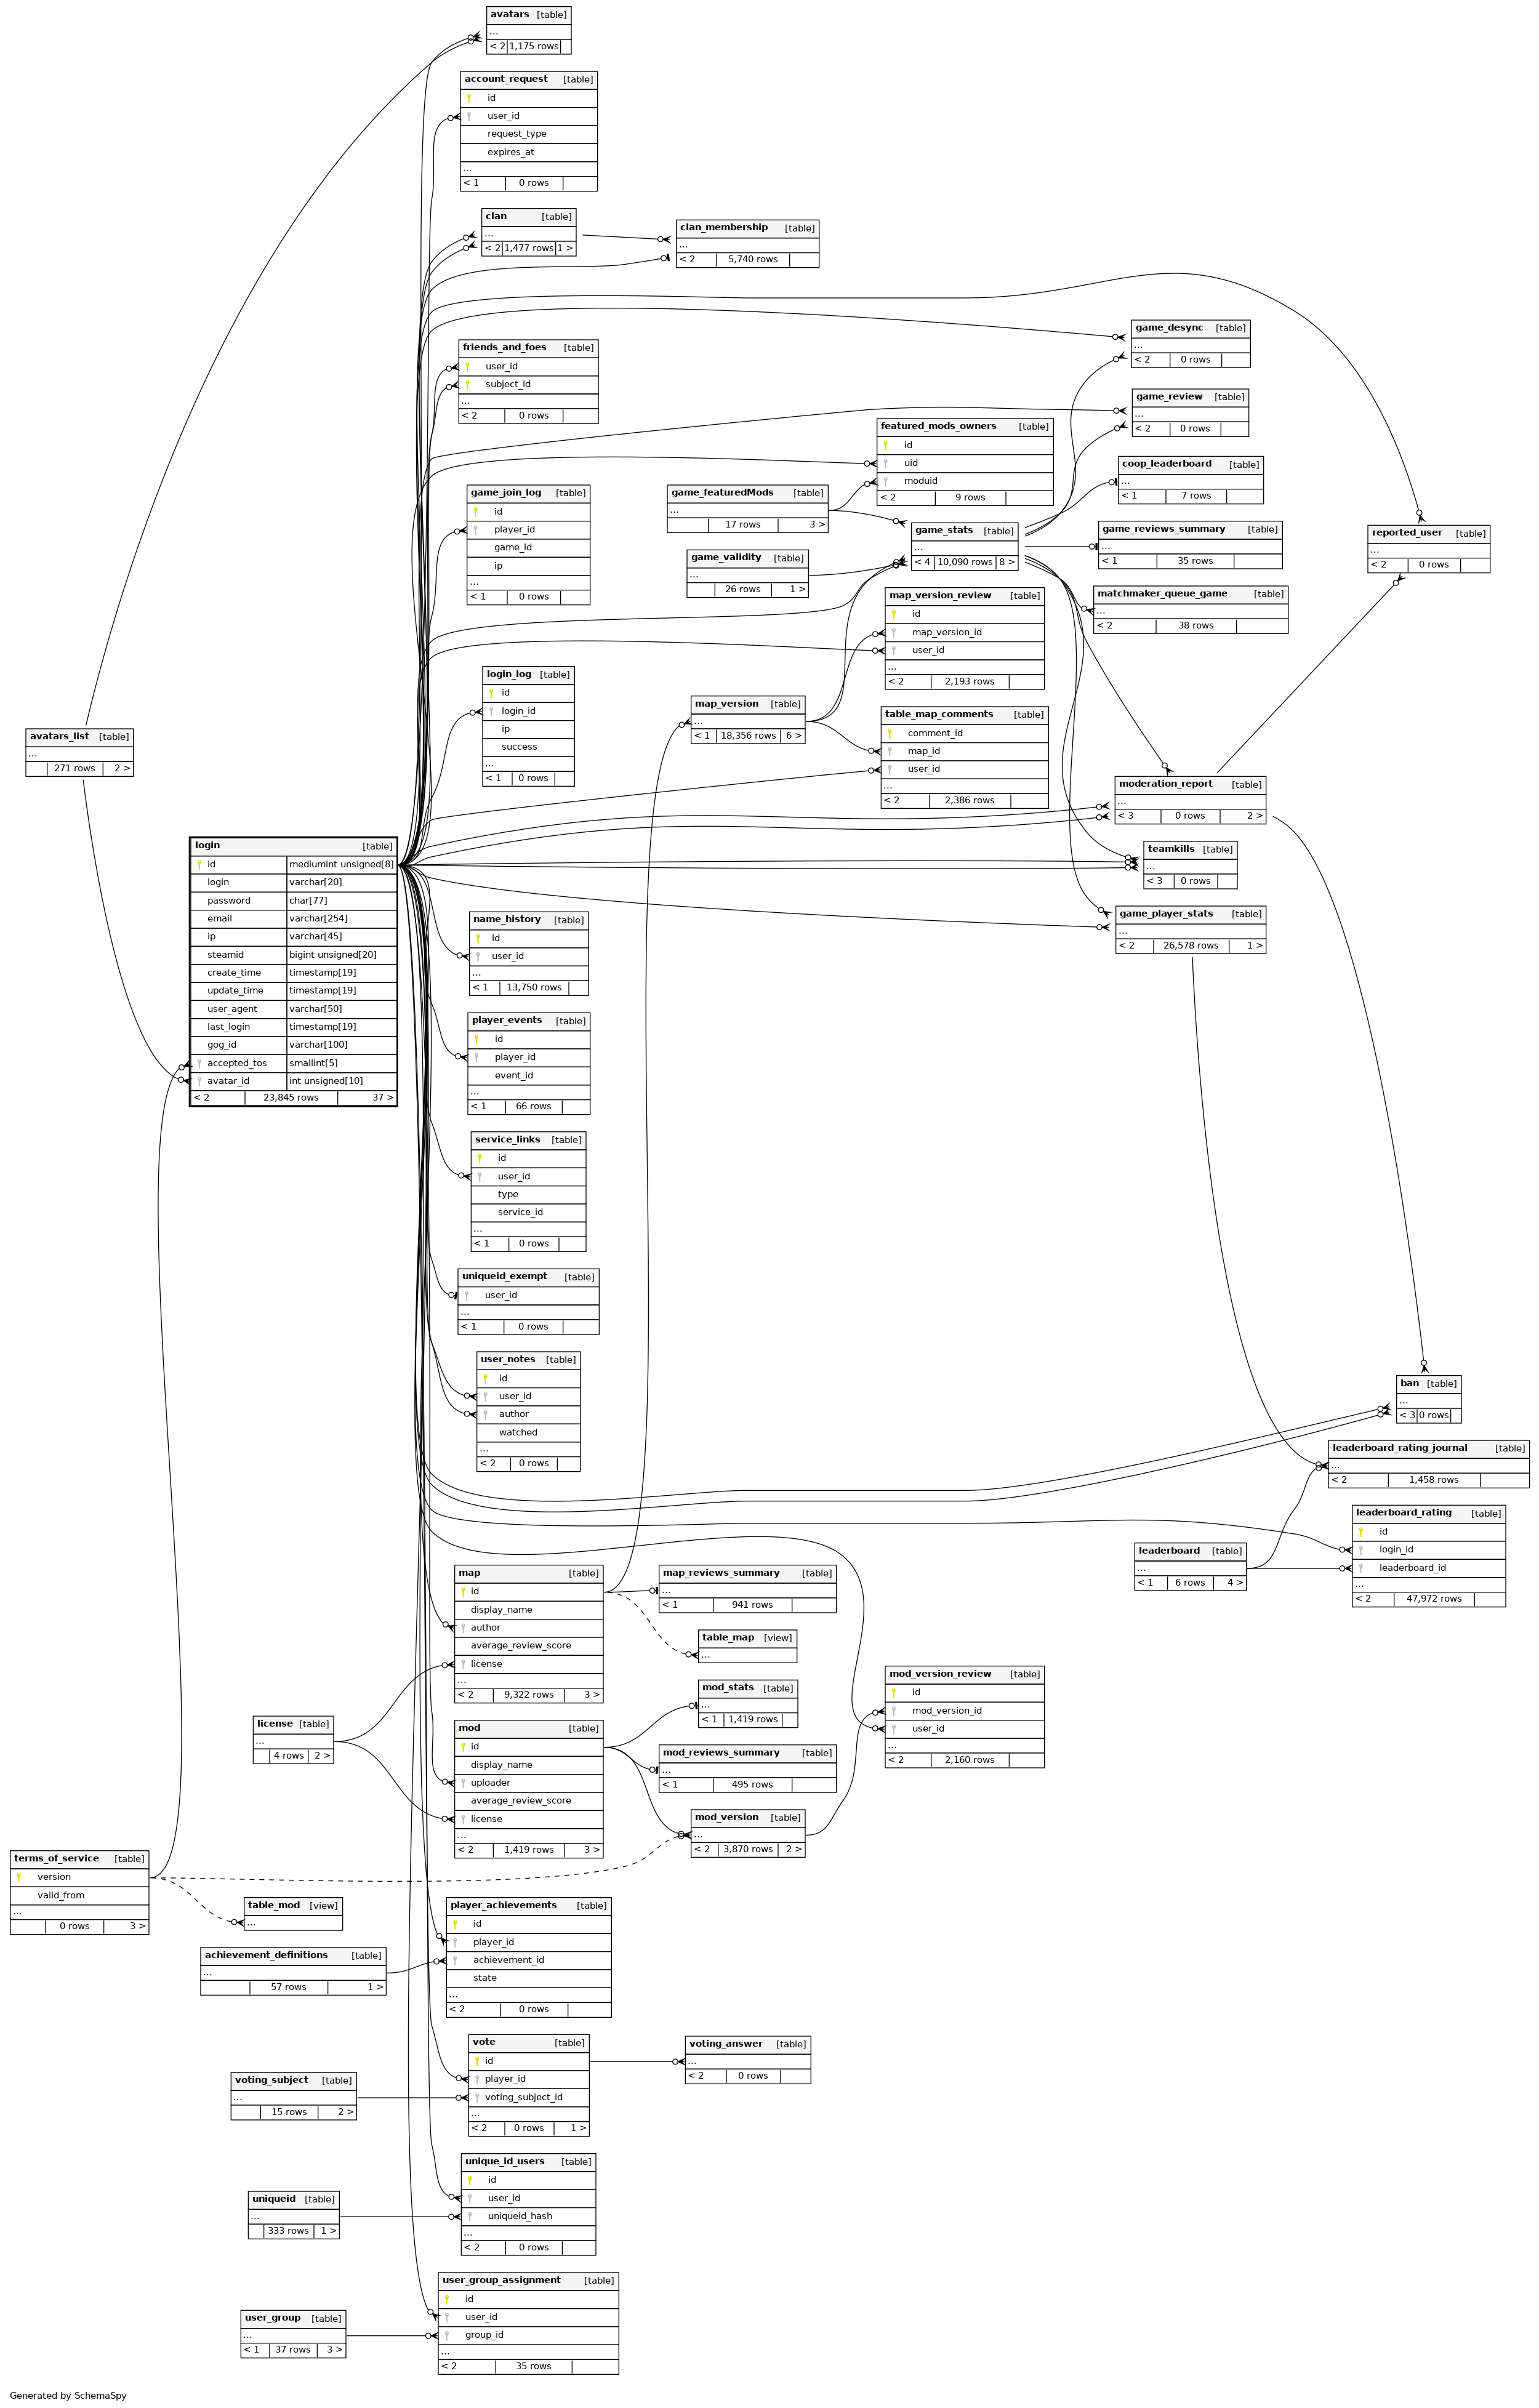 avatars [table]
...
< 2 1,175 rows
account_request [table]
id
user_id
request_type
expires_at
...
< 1 0 rows
clan [table]
...
< 2 1,477 rows 1 >
clan_membership [table]
...
< 2 5,740 rows
game_desync [table]
...
< 2 0 rows
friends_and_foes [table]
user_id
subject_id
...
< 2 0 rows
game_review [table]
...
< 2 0 rows
featured_mods_owners [table]
id
uid
moduid
< 2 9 rows
coop_leaderboard [table]
...
< 1 7 rows
game_join_log [table]
id
player_id
game_id
ip
...
< 1 0 rows
game_featuredMods [table]
...
17 rows 3 >
game_stats [table]
...
< 4 10,090 rows 8 >
game_reviews_summary [table]
...
< 1 35 rows
reported_user [table]
...
< 2 0 rows
game_validity [table]
...
26 rows 1 >
map_version_review [table]
id
map_version_id
user_id
...
< 2 2,193 rows
matchmaker_queue_game [table]
...
< 2 38 rows
login_log [table]
id
login_id
ip
success
...
< 1 0 rows
map_version [table]
...
< 1 18,356 rows 6 >
table_map_comments [table]
comment_id
map_id
user_id
...
< 2 2,386 rows
avatars_list [table]
...
271 rows 2 >
moderation_report [table]
...
< 3 0 rows 2 >
login [table]
id mediumint unsigned[8]
login varchar[20]
password char[77]
email varchar[254]
ip varchar[45]
steamid bigint unsigned[20]
create_time timestamp[19]
update_time timestamp[19]
user_agent varchar[50]
last_login timestamp[19]
gog_id varchar[100]
accepted_tos smallint[5]
avatar_id int unsigned[10]
< 2 23,845 rows 37 >
teamkills [table]
...
< 3 0 rows
game_player_stats [table]
...
< 2 26,578 rows 1 >
name_history [table]
id
user_id
...
< 1 13,750 rows
player_events [table]
id
player_id
event_id
...
< 1 66 rows
service_links [table]
id
user_id
type
service_id
...
< 1 0 rows
uniqueid_exempt [table]
user_id
...
< 1 0 rows
user_notes [table]
id
user_id
author
watched
...
< 2 0 rows
ban [table]
...
< 3 0 rows
leaderboard_rating_journal [table]
...
< 2 1,458 rows
leaderboard_rating [table]
id
login_id
leaderboard_id
...
< 2 47,972 rows
leaderboard [table]
...
< 1 6 rows 4 >
map [table]
id
display_name
author
average_review_score
license
...
< 2 9,322 rows 3 >
map_reviews_summary [table]
...
< 1 941 rows
table_map [view]
...
mod_stats [table]
...
< 1 1,419 rows
mod_version_review [table]
id
mod_version_id
user_id
...
< 2 2,160 rows
license [table]
...
4 rows 2 >
mod [table]
id
display_name
uploader
average_review_score
license
...
< 2 1,419 rows 3 >
mod_reviews_summary [table]
...
< 1 495 rows
mod_version [table]
...
< 2 3,870 rows 2 >
terms_of_service [table]
version
valid_from
...
0 rows 3 >
table_mod [view]
...
player_achievements [table]
id
player_id
achievement_id
state
...
< 2 0 rows
achievement_definitions [table]
...
57 rows 1 >
vote [table]
id
player_id
voting_subject_id
...
< 2 0 rows 1 >
voting_answer [table]
...
< 2 0 rows
voting_subject [table]
...
15 rows 2 >
unique_id_users [table]
id
user_id
uniqueid_hash
...
< 2 0 rows
uniqueid [table]
...
333 rows 1 >
user_group_assignment [table]
id
user_id
group_id
...
< 2 35 rows
user_group [table]
...
< 1 37 rows 3 >
Generated by SchemaSpy